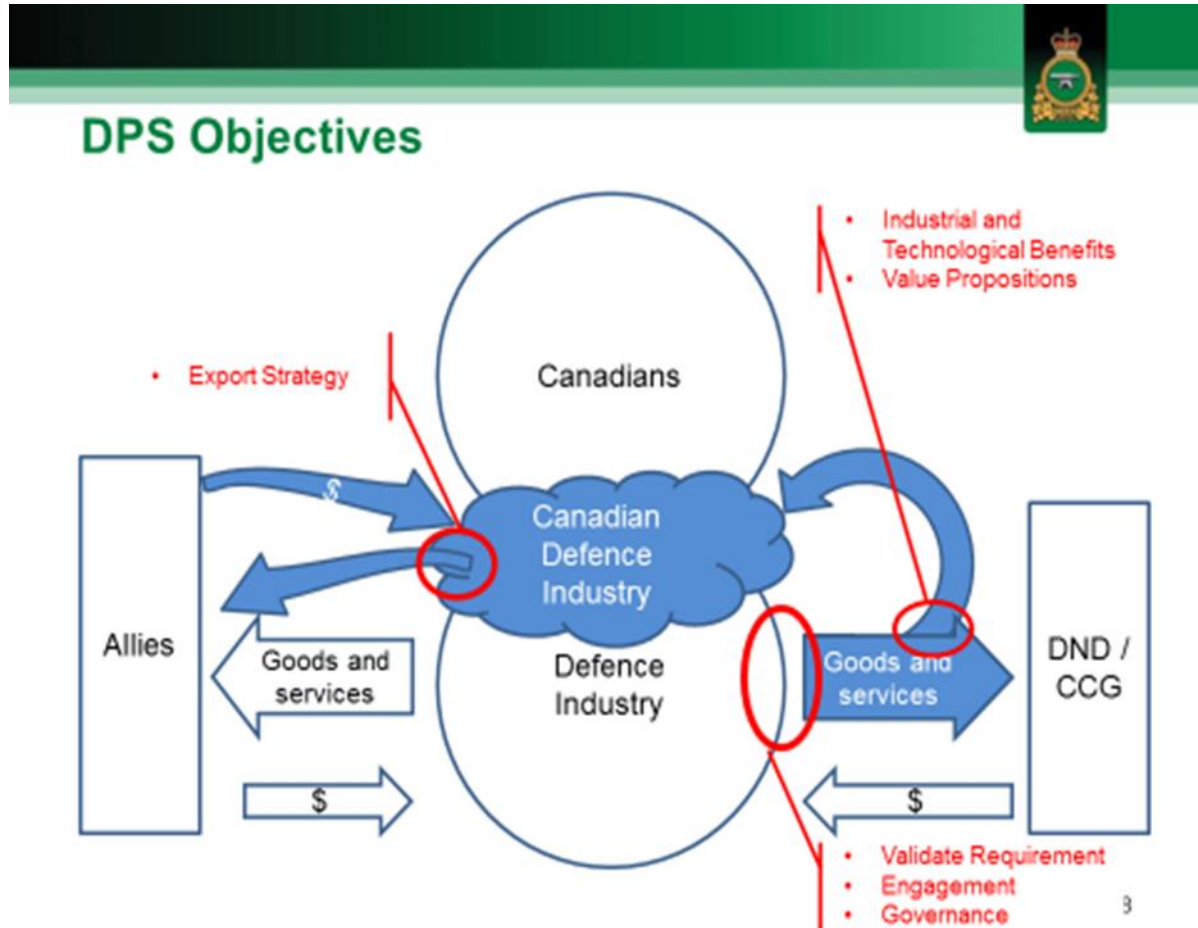 DPS Objectives
• Industrial and
Technological Benefits
• Value Propositions
• Export Strategy
Canadians
$
Canadian
Defence
Industry
Allies
Goods and
services
Defence
Industry
Goods and
services
DND /
CCG
$
$
• Validate Requirement
• Engagement
• Governance